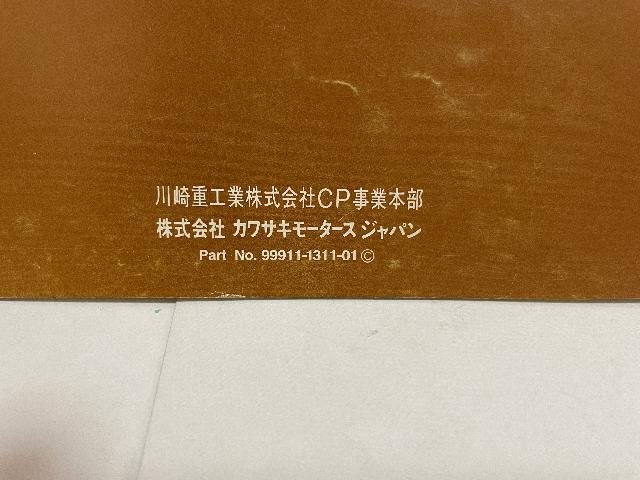 川崎重工業株式会社CP事業本部
株式会社 カワサキモータースジャパン
Part No. 99911-1311-01 ©